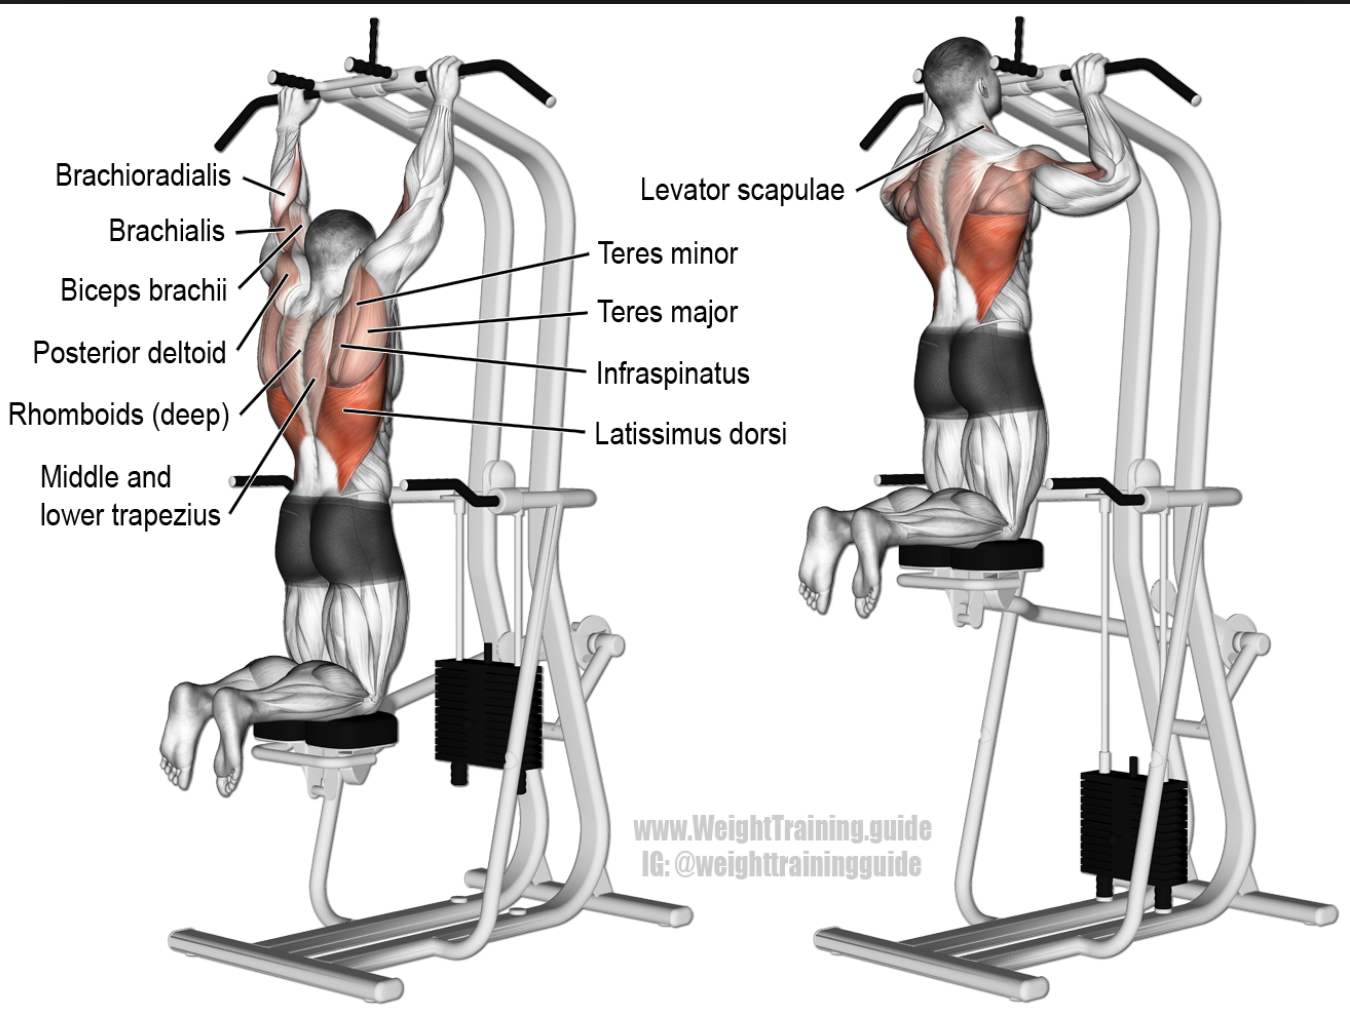 Brachioradialis
Brachialis
Biceps brachii
Posterior deltoid
Rhomboids (deep)
Middle and
lower trapezius
Teres minor
Teres major
Infraspinatus
Latissimus dorsi
Levator scapulae
www.WeightTraining.guide
IG: @weighttrainingguide